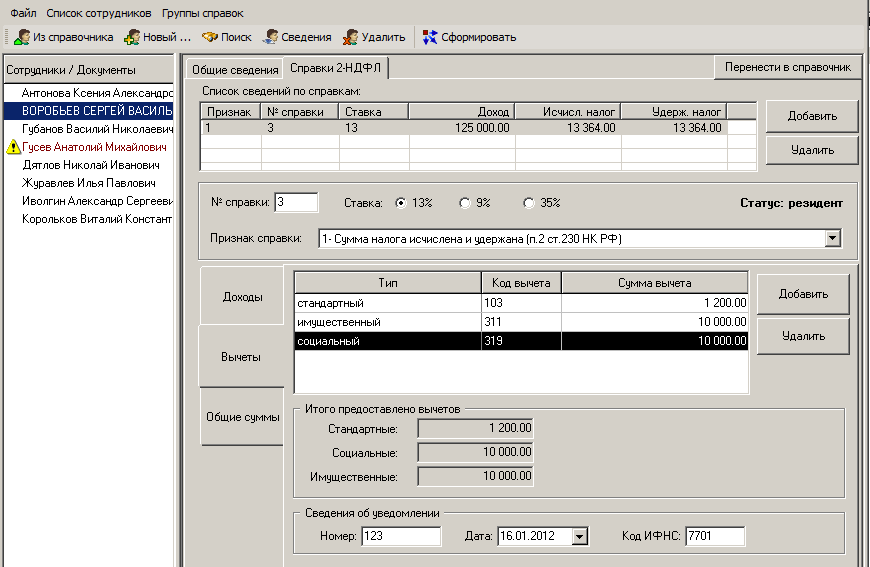 Файл Список сотрудников Группы справок
Из справочника Новый ... Поиск Сведения Удалить Сформировать
Сотрудники / Документы
Антонова Ксения Александро
ВОРОБЬЕВ СЕРГЕЙ ВАСИЛЬ
Губанов Василий Николаевич
Гусев Анатолий Михайлович
Дятлов Николай Иванович
Журавлев Илья Павлович
Иволгин Александр Сергееви
Корольков Виталий Констант
Общие сведения Справки 2-НДФЛ Перенести в справочник
Список сведений по справкам:
Признак № справки Ставка Доход Исчисл. налог Удерж. налог
1 3 13 125 000.00 13 364.00 13 364.00
Добавить
Удалить
№ справки: 3 Ставка: 13% 9% 35% Статус: резидент
Признак справки: 1- Сумма налога исчислена и удержана (п.2 ст.230 НК РФ)
Доходы
Вычеты
Общие суммы
Тип Код вычета Сумма вычета
стандартный 103 1 200.00
имущественный 311 10 000.00
социальный 319 10 000.00
Добавить
Удалить
Итого предоставлено вычетов
Стандартные: 1 200.00
Социальные: 10 000.00
Имущественные: 10 000.00
Сведения об уведомлении
Номер: 123 Дата: 16.01.2012 Код ИФНС: 7701